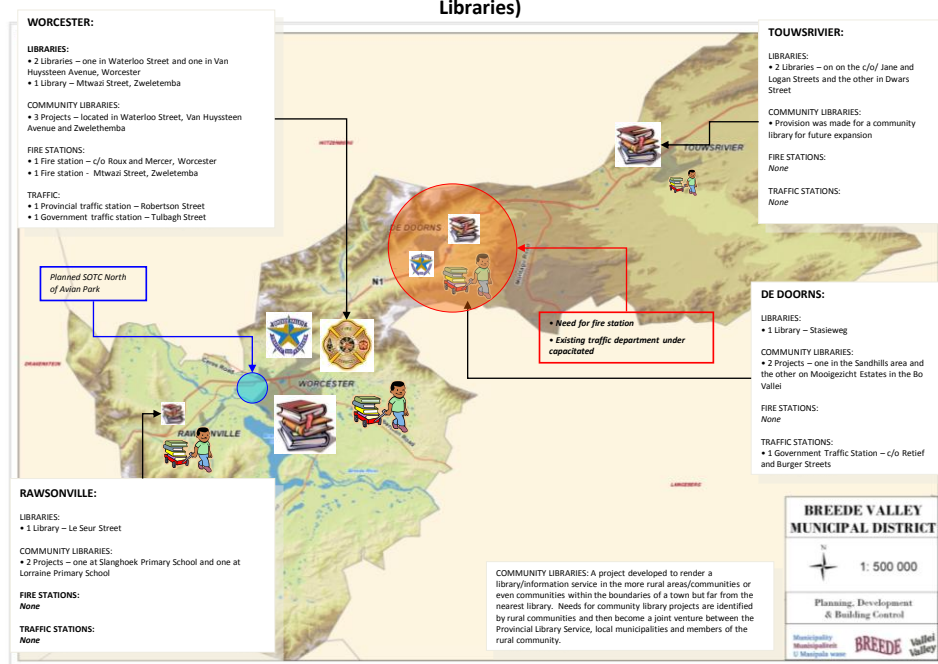 Libraries)
WORCESTER:
LIBRARIES:
• 2 Libraries – one in Waterloo Street and one in Van
Huyssteen Avenue, Worcester
• 1 Library – Mtwazi Street, Zweletemba
COMMUNITY LIBRARIES:
• 3 Projects – located in Waterloo Street, Van Huyssteen
Avenue and Zwelethemba
FIRE STATIONS:
• 1 Fire station – c/o Roux and Mercer, Worcester
• 1 Fire station - Mtwazi Street, Zweletemba
TRAFFIC:
• 1 Provincial traffic station – Robertson Street
• 1 Government traffic station – Tulbagh Street
TOUWSRIVIER:
LIBRARIES:
• 2 Libraries – on on the c/o/ Jane and
Logan Streets and the other in Dwars
Street
COMMUNITY LIBRARIES:
• Provision was made for a community
library for future expansion
FIRE STATIONS:
None
TRAFFIC STATIONS:
None
WITZENBERG
TOUWSRIVIER
DE DOORNS
N1
Planned SOTC North
of Avian Park
• Need for fire station
• Existing traffic department under
capacitated
DE DOORNS:
LIBRARIES:
• 1 Library – Stasieweg
COMMUNITY LIBRARIES:
• 2 Projects – one in the Sandhills area and
the other on Mooigezicht Estates in the Bo
Vallei
FIRE STATIONS:
None
TRAFFIC STATIONS:
• 1 Government Traffic Station – c/o Retief
and Burger Streets
DRAKENSTEIN
Ceres Road
WORCESTER
RAWSONVILLE
LANGEBERG
RAWSONVILLE:
LIBRARIES:
• 1 Library – Le Seur Street
COMMUNITY LIBRARIES:
• 2 Projects – one at Slanghoek Primary School and one at
Lorraine Primary School
FIRE STATIONS:
None
TRAFFIC STATIONS:
None
COMMUNITY LIBRARIES: A project developed to render a
library/information service in the more rural areas/communities or
even communities within the boundaries of a town but far from the
nearest library. Needs for community library projects are identified
by rural communities and then become a joint venture between the
Provincial Library Service, local municipalities and members of the
rural community.
BREEDE VALLEY
MUNICIPAL DISTRICT
N
1: 500 000
Planning, Development
& Building Control
Municipality
Munisipaliteit
U Masipala wase
BREEDE
Vallei
Valley